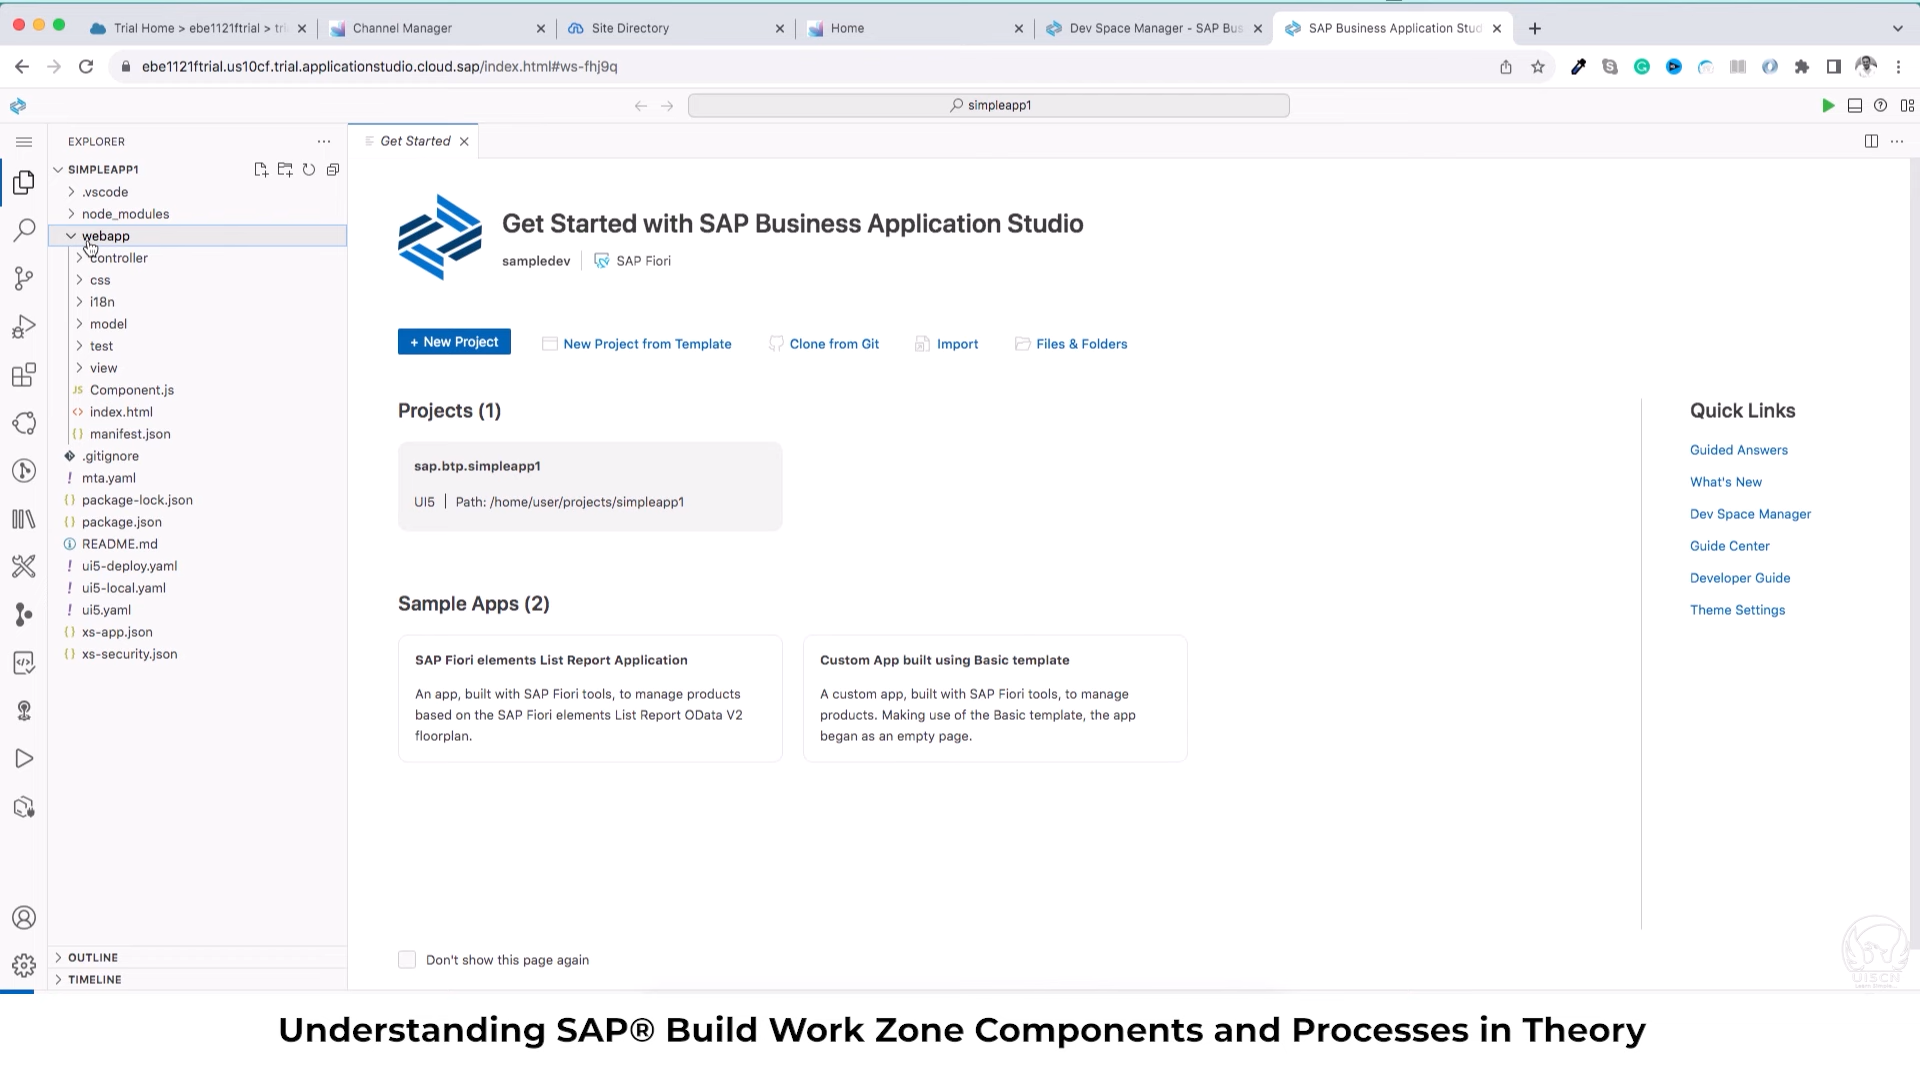 Trial Home > ebe1121ftrial > tri
Channel Manager
Site Directory
Home
Dev Space Manager - SAP Bus
SAP Business Application Stud
ebe1121ftrial.us10cf.trial.applicationstudio.cloud.sap/index.html#ws-fhj9q
simpleapp1
EXPLORER
Get Started
SIMPLEAPP1
.vscode
node_modules
webapp
controller
css
i18n
model
test
view
JS Component.js
index.html
manifest.json
.gitignore
mta.yaml
package-lock.json
package.json
README.md
ui5-deploy.yaml
ui5-local.yaml
ui5.yaml
xs-app.json
xs-security.json
OUTLINE
TIMELINE
Get Started with SAP Business Application Studio
sampledev | SAP Fiori
+ New Project
New Project from Template
Clone from Git
Import
Files & Folders
Projects (1)
sap.btp.simpleapp1
UI5 | Path: /home/user/projects/simpleapp1
Sample Apps (2)
SAP Fiori elements List Report Application
An app, built with SAP Fiori tools, to manage products
based on the SAP Fiori elements List Report OData V2
floorplan.
Custom App built using Basic template
A custom app, built with SAP Fiori tools, to manage
products. Making use of the Basic template, the app
began as an empty page.
Quick Links
Guided Answers
What's New
Dev Space Manager
Guide Center
Developer Guide
Theme Settings
Don't show this page again
UISCN
Understanding SAP® Build Work Zone Components and Processes in Theory